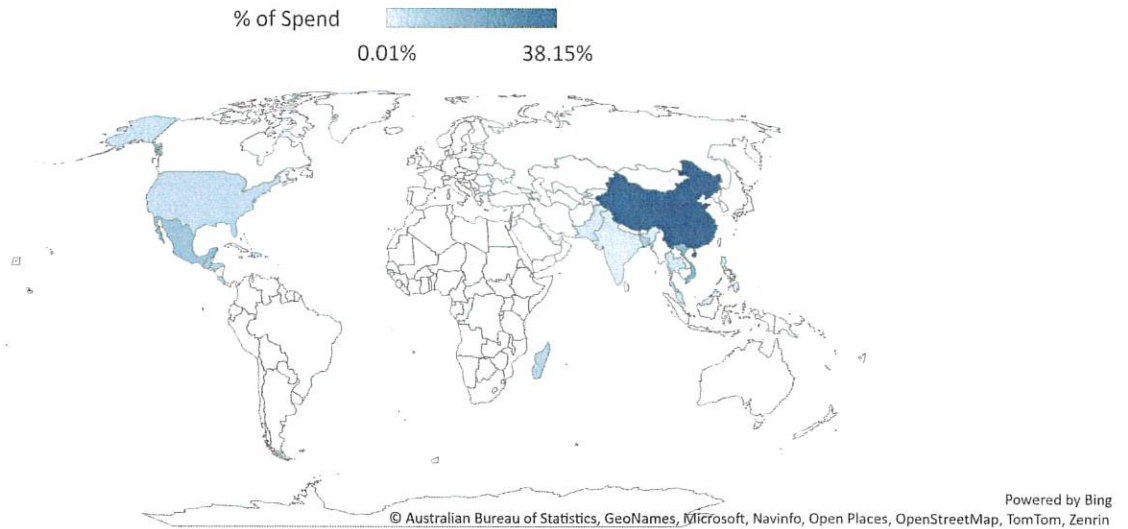 % of Spend
0.01% 38.15%
Powered by Bing
© Australian Bureau of Statistics, GeoNames, Microsoft, Navinfo, Open Places, OpenStreetMap, TomTom, Zenrin